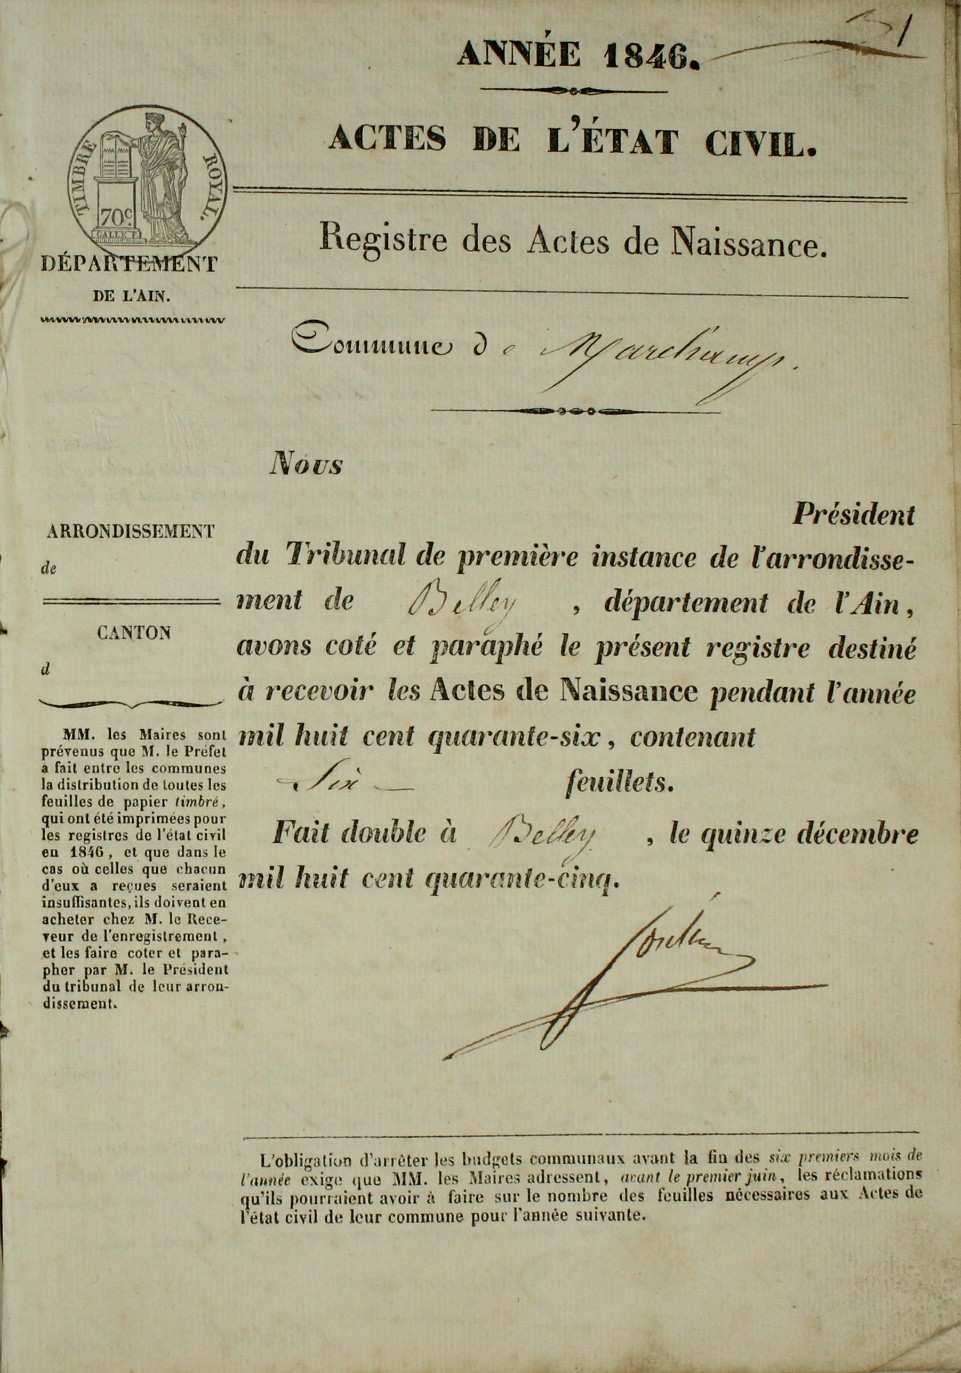 1
ANNÉE 1846.
ACTES DE L'ÉTAT CIVIL.
TIMBRE ROYAL.
70c
DÉPARTEMENT
DE L'AIN.
Registre des Actes de Naissance.
Commune de Marchamp.
Nous
Président
du Tribunal de première instance de l'arrondisse-
ment de Belley, département de l'Ain,
avons coté et paraphé le présent registre destiné
à recevoir les Actes de Naissance pendant l'année
mil huit cent quarante-six, contenant
Six feuillets.
Fait double à Belley, le quinze décembre
mil huit cent quarante-cinq.
ARRONDISSEMENT
de
CANTON
d
MM. les Maires sont
prévenus que M. le Préfet
a fait entre les communes
la distribution de toutes les
feuilles de papier timbré,
qui ont été imprimées pour
les registres de l'état civil
en 1846, et que dans le
cas où celles que chacun
d'eux a reçues seraient
insuffisantes, ils doivent en
acheter chez M. le Rece-
veur de l'enregistrement,
et les faire coter et para-
pher par M. le Président
du tribunal de leur arron-
dissement.
L'obligation d'arrêter les budgets communaux avant la fin des six premiers mois de
l'année exige que MM. les Maires adressent, avant le premier juin, les réclamations
qu'ils pourraient avoir à faire sur le nombre des feuilles nécessaires aux Actes de
l'état civil de leur commune pour l'année suivante.